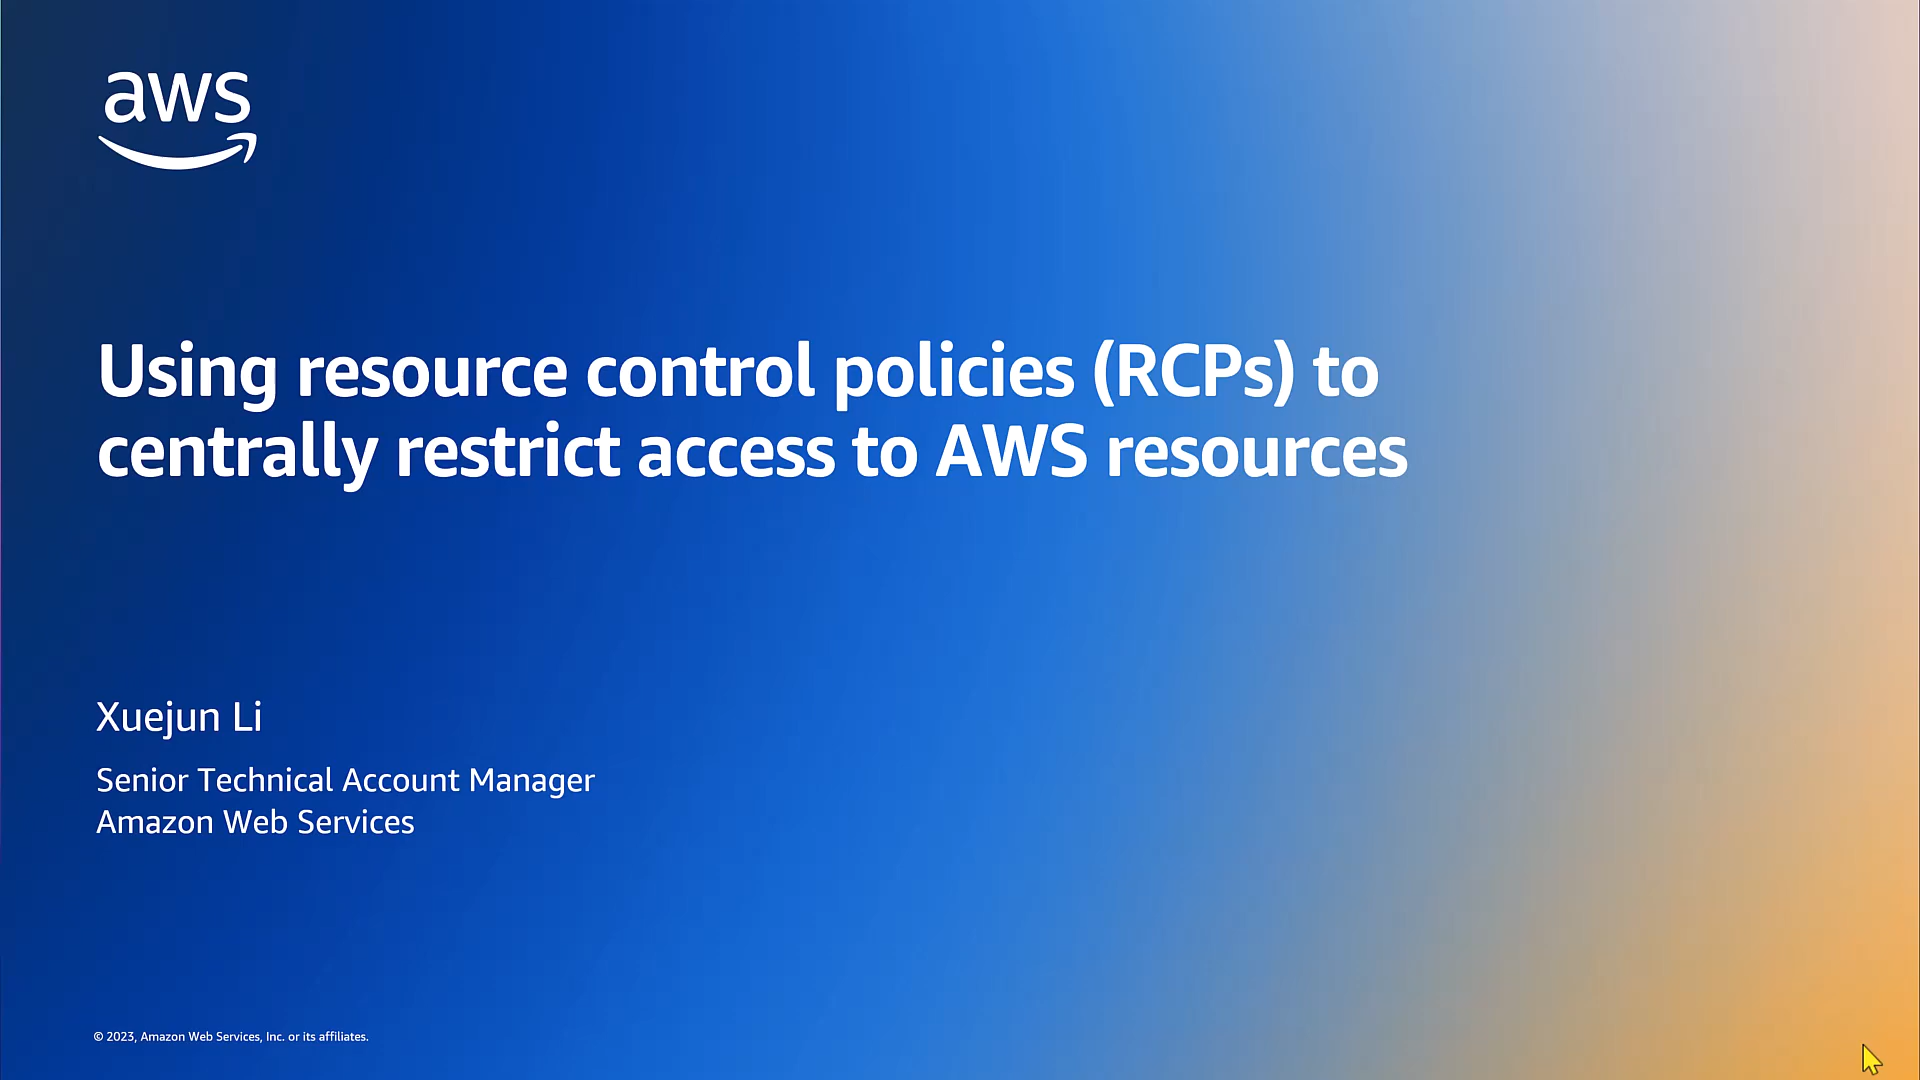 aws
Using resource control policies (RCPs) to
centrally restrict access to AWS resources
Xuejun Li
Senior Technical Account Manager
Amazon Web Services
© 2023, Amazon Web Services, Inc. or its affiliates.